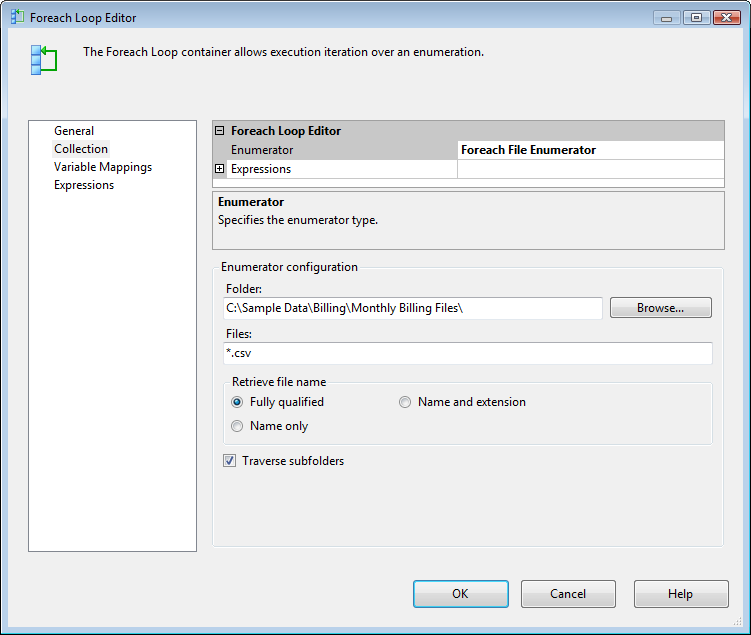 Foreach Loop Editor
The Foreach Loop container allows execution iteration over an enumeration.
General
Collection
Variable Mappings
Expressions
Foreach Loop Editor
Enumerator Foreach File Enumerator
Expressions
Enumerator
Specifies the enumerator type.
Enumerator configuration
Folder:
C:\Sample Data\Billing\Monthly Billing Files\ Browse...
Files:
*.csv
Retrieve file name
Fully qualified Name and extension
Name only
Traverse subfolders
OK Cancel Help